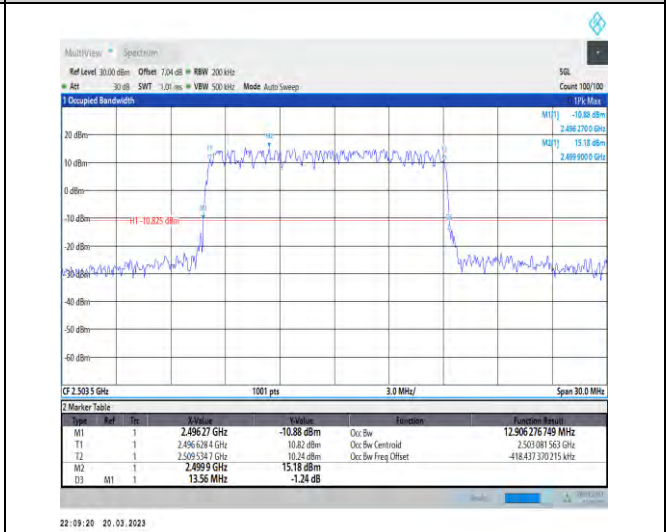 MultiView Spectrum
Ref Level 30.00 dBm Offset 7.04 dB RBW 200 kHz SGL
Att 30 dB SWT 1.01 ms VBW 500 kHz Mode Auto Sweep Count 100/100
1 Occupied Bandwidth 1Pk Max
M1[1] -10.88 dBm
2.496 270 0 GHz
M2[1] 15.18 dBm
2.499 900 0 GHz
20 dBm
10 dBm
0 dBm
-10 dBm
H1 -10.825 dBm
-20 dBm
-30 dBm
-40 dBm
-50 dBm
-60 dBm
CF 2.503 5 GHz 1001 pts 3.0 MHz/ Span 30.0 MHz
2 Marker Table
Type Ref Trc X-Value Y-Value Function Function Result
M1 1 2.496 27 GHz -10.88 dBm Occ Bw 12.906 276 749 MHz
T1 1 2.496 628 4 GHz 10.82 dBm Occ Bw Centroid 2.503 081 563 GHz
T2 1 2.509 534 7 GHz 10.24 dBm Occ Bw Freq Offset -418.437 370 215 kHz
M2 1 2.499 9 GHz 15.18 dBm
D3 M1 1 13.56 MHz -1.24 dB
22:09:20 20.03.2023